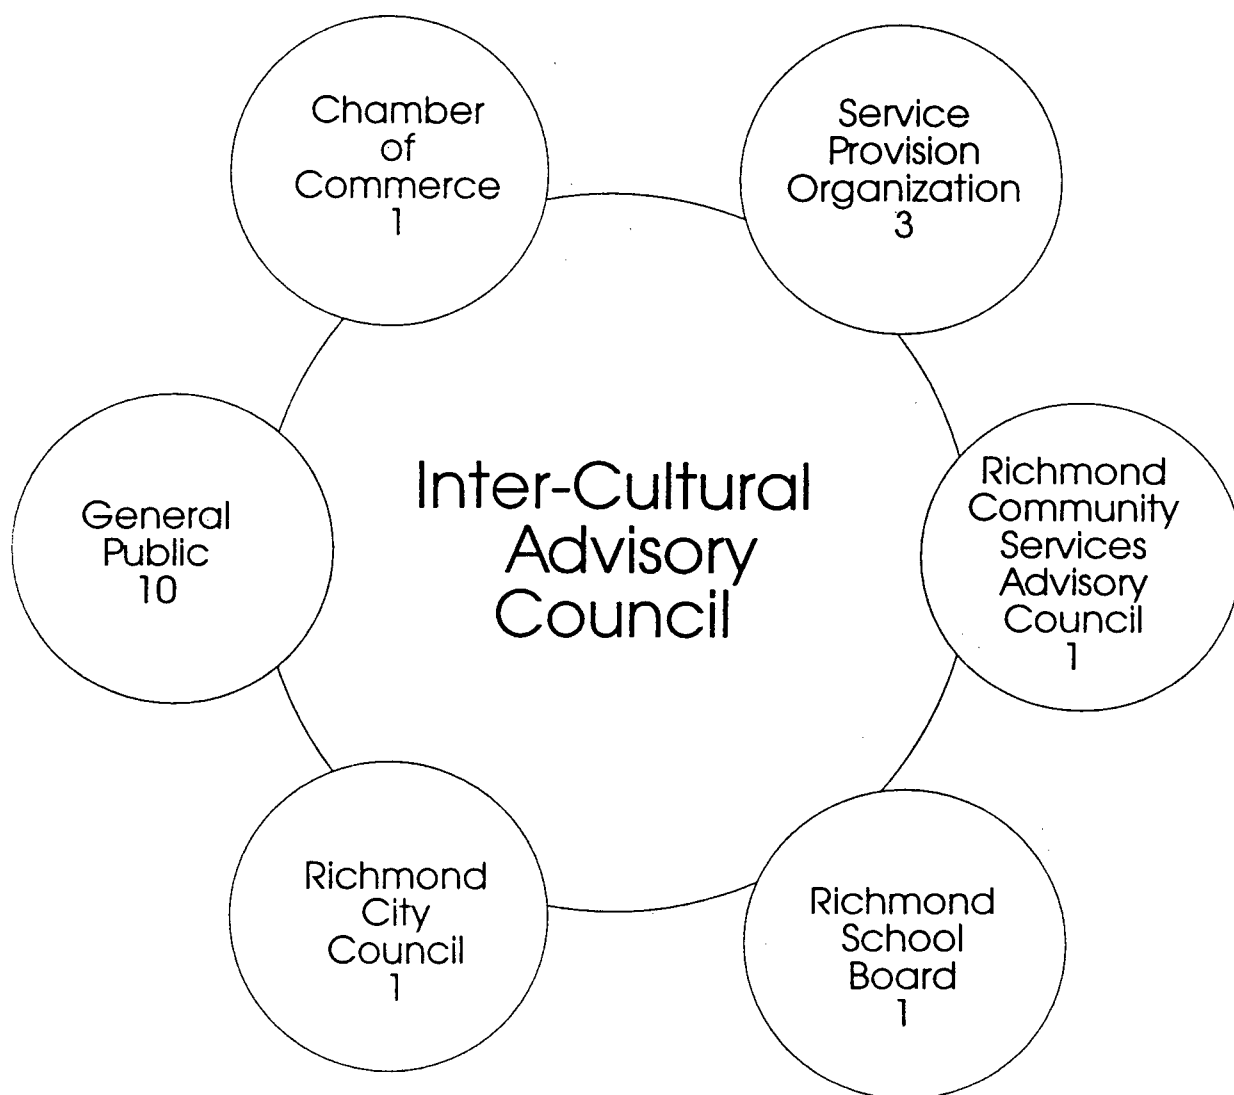 Chamber
of
Commerce
1
Service
Provision
Organization
3
General
Public
10
Inter-Cultural
Advisory
Council
Richmond
Community
Services
Advisory
Council
1
Richmond
City
Council
1
Richmond
School
Board
1